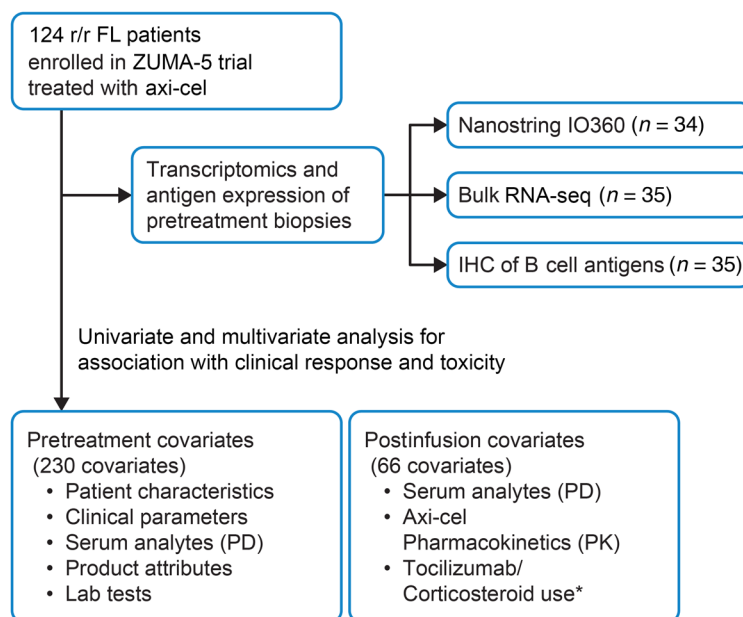 124 r/r FL patients
enrolled in ZUMA-5 trial
treated with axi-cel
Transcriptomics and
antigen expression of
pretreatment biopsies
Nanostring IO360 (n = 34)
Bulk RNA-seq (n = 35)
IHC of B cell antigens (n = 35)
Univariate and multivariate analysis for
association with clinical response and toxicity
Pretreatment covariates
(230 covariates)
• Patient characteristics
• Clinical parameters
• Serum analytes (PD)
• Product attributes
• Lab tests
Postinfusion covariates
(66 covariates)
• Serum analytes (PD)
• Axi-cel
Pharmacokinetics (PK)
• Tocilizumab/
Corticosteroid use*